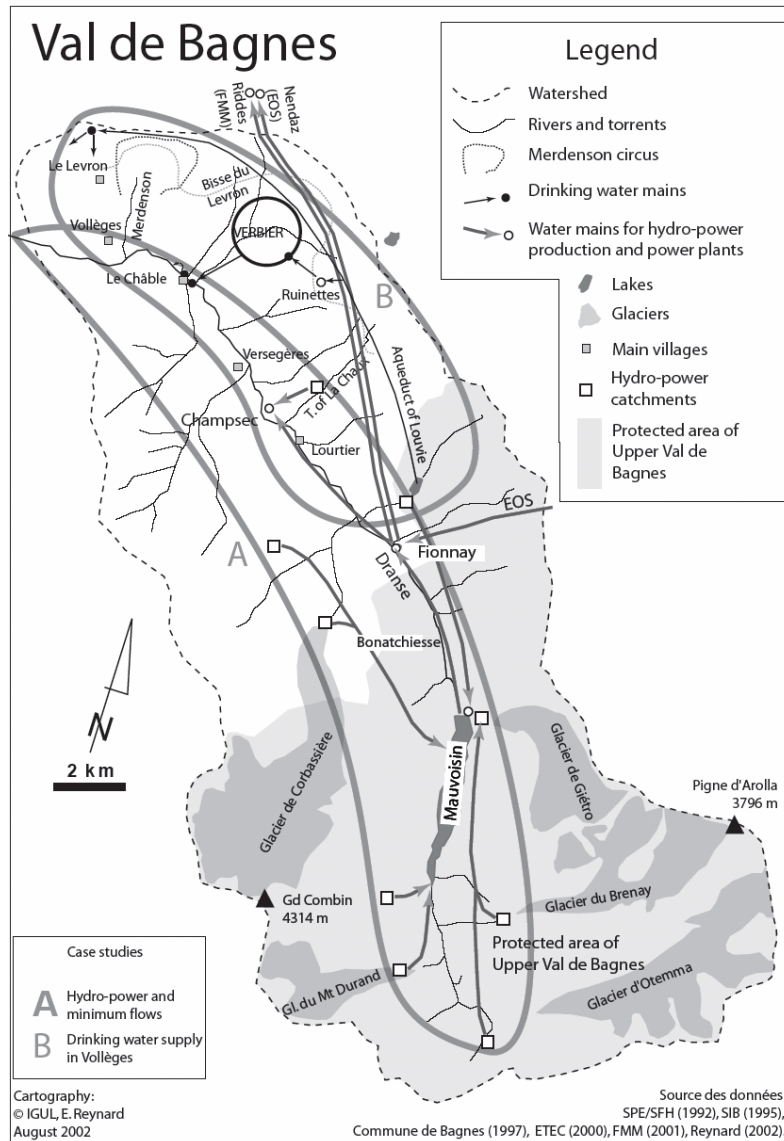 Val de Bagnes
Legend
Watershed
Rivers and torrents
Merdenson circus
Drinking water mains
Water mains for hydro-power
production and power plants
Lakes
Glaciers
Main villages
Hydro-power
catchments
Protected area of
Upper Val de
Bagnes
Riddes
(FMM)
Nendaz
(EOS)
Le Levron
Merdenson
Bisse du
Levron
Vollèges
VERBIER
Le Châble
Ruinettes
B
Versegères
T. of La Chaux
Aqueduct of Louvie
Champsec
Lourtier
EOS
A
Fionnay
Dranse
Bonatchiesse
N
2 km
Mauvoisin
Glacier de Corbassière
Glacier de Giétro
Pigne d'Arolla
3796 m
Gd Combin
4314 m
Glacier du Brenay
Protected area of
Upper Val de Bagnes
Gl. du Mt Durand
Glacier d'Otemma
Case studies
A Hydro-power and
minimum flows
B Drinking water supply
in Vollèges
Cartography:
© IGUL, E. Reynard
August 2002
Source des données
SPE/SFH (1992), SIB (1995),
Commune de Bagnes (1997), ETEC (2000), FMM (2001), Reynard (2002)